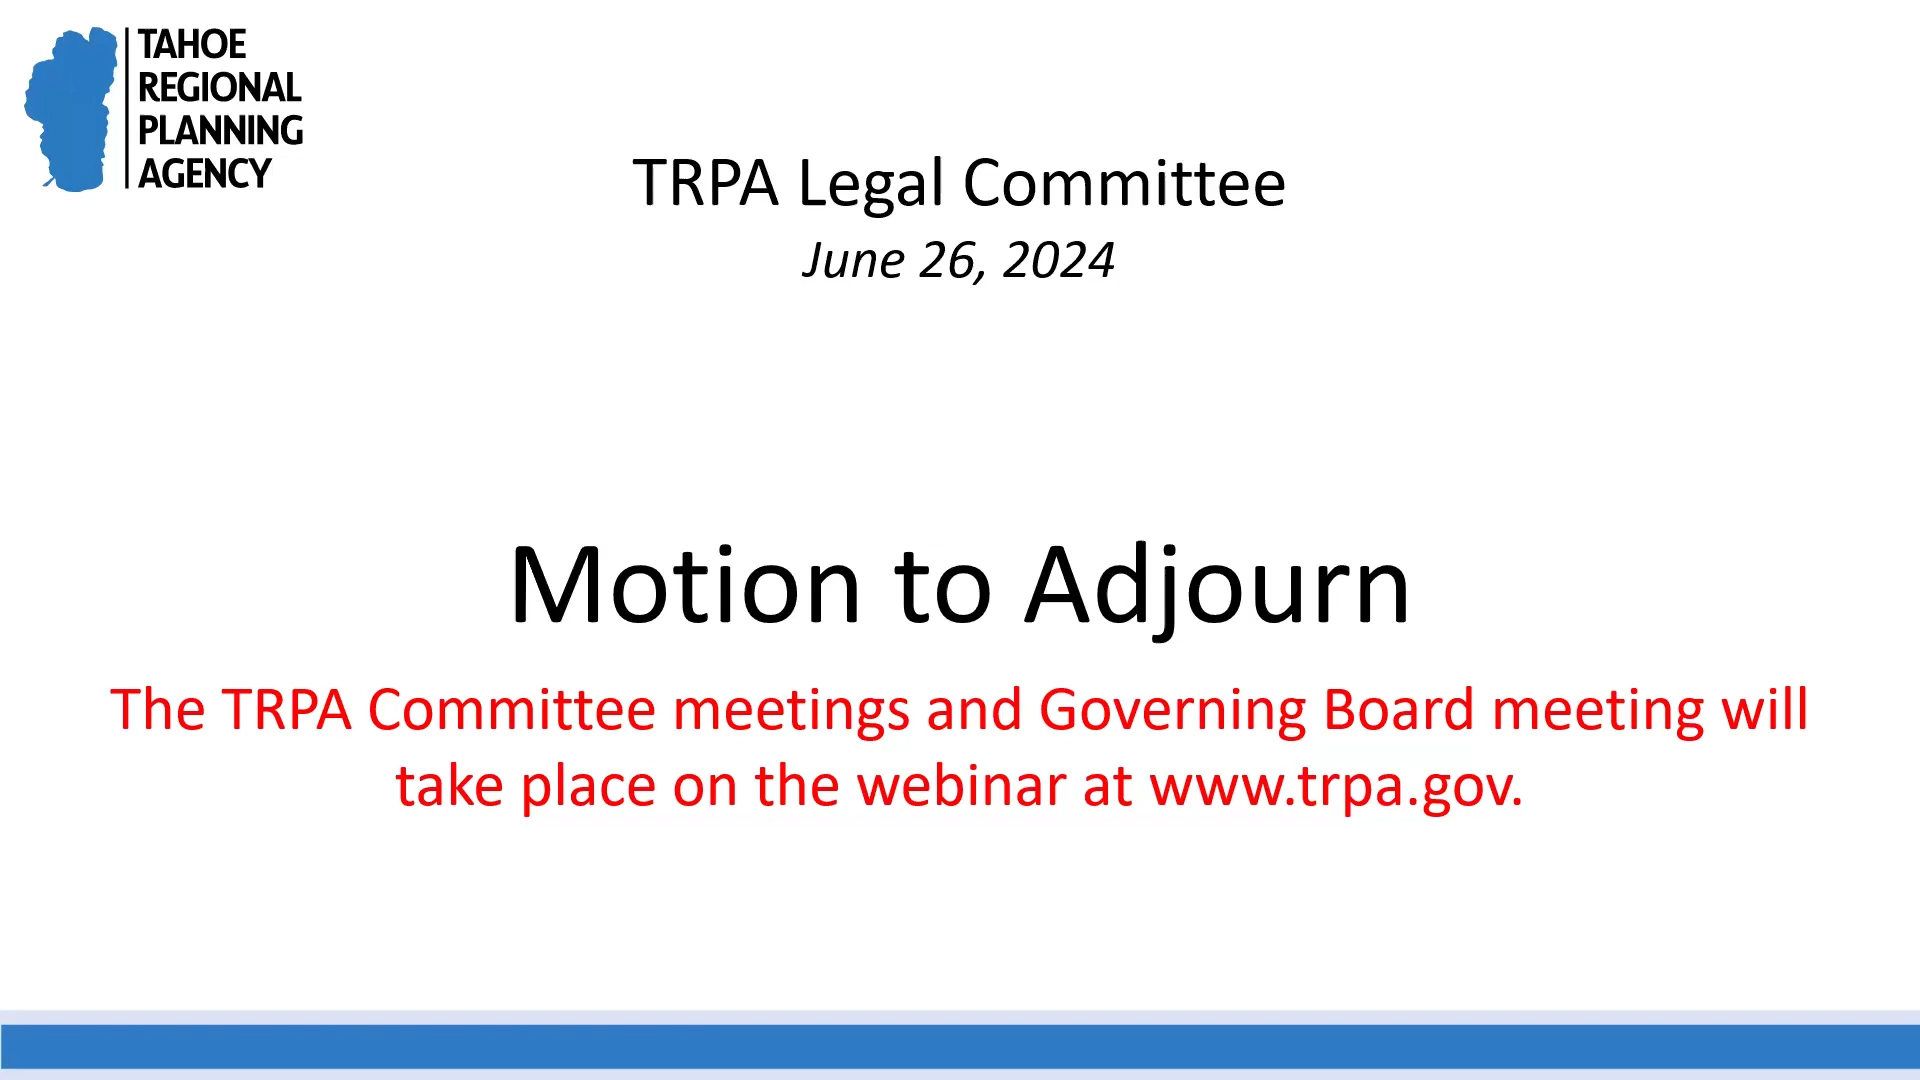 TAHOE
REGIONAL
PLANNING
AGENCY
TRPA Legal Committee
June 26, 2024
Motion to Adjourn
The TRPA Committee meetings and Governing Board meeting will
take place on the webinar at www.trpa.gov.